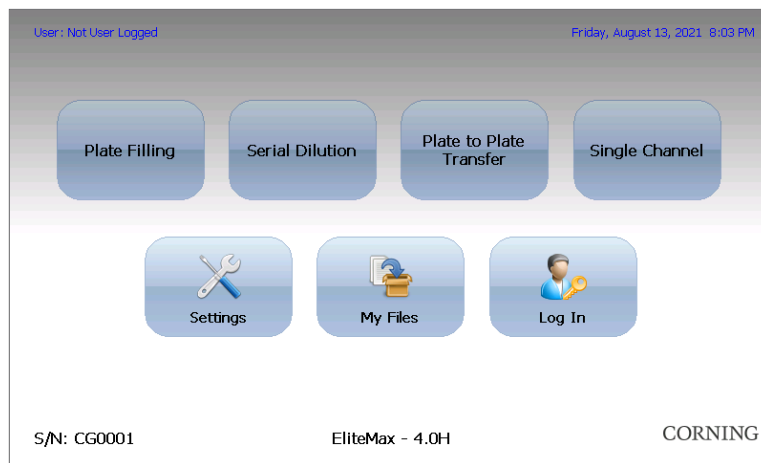 User: Not User Logged
Friday, August 13, 2021 8:03 PM
Plate Filling
Serial Dilution
Plate to Plate
Transfer
Single Channel
Settings
My Files
Log In
S/N: CG0001
EliteMax - 4.0H
CORNING